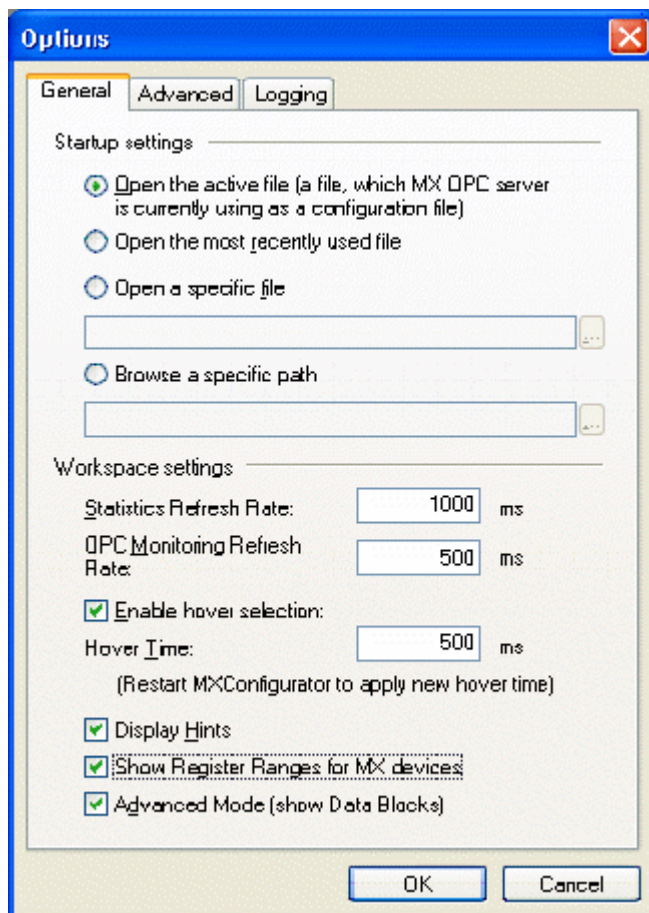 Options
General Advanced Logging
Startup settings
Open the active file (a file, which MX OPC server
is currently using as a configuration file)
Open the most recently used file
Open a specific file
...
Browse a specific path
...
Workspace settings
Statistics Refresh Rate: 1000 ms
OPC Monitoring Refresh
Rate: 500 ms
Enable hover selection:
Hover Time: 500 ms
(Restart MXConfigurator to apply new hover time)
Display Hints
Show Register Ranges for MX devices
Advanced Mode (show Data Blocks)
OK Cancel